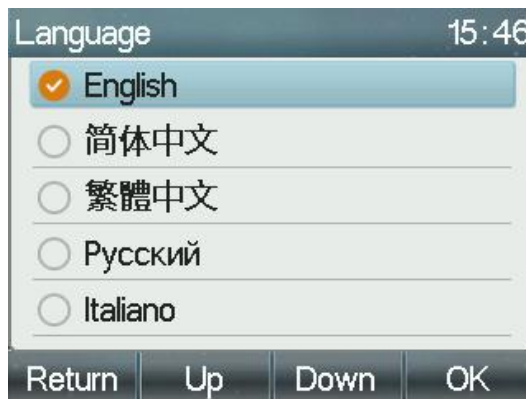 Language 15:46
English
简体中文
繁體中文
Русский
Italiano
Return Up Down OK